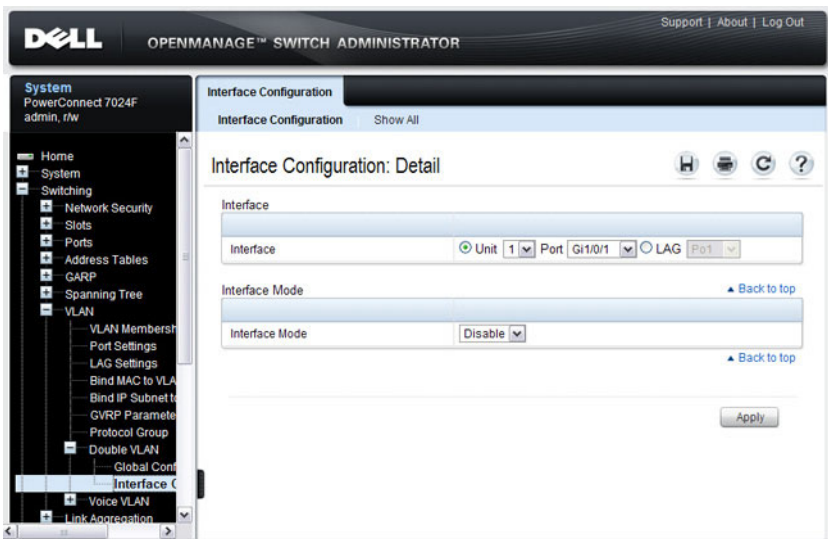 Support | About | Log Out
DELL OPENMANAGE™ SWITCH ADMINISTRATOR
System
PowerConnect 7024F
admin, r/w
Home
System
Switching
Network Security
Slots
Ports
Address Tables
GARP
Spanning Tree
VLAN
VLAN Membersh
Port Settings
LAG Settings
Bind MAC to VLA
Bind IP Subnet to
GVRP Paramete
Protocol Group
Double VLAN
Global Conf
Interface C
Voice VLAN
Link Aggregation
Interface Configuration
Interface Configuration Show All
Interface Configuration: Detail
Interface
Interface Unit 1 Port Gi1/0/1 LAG Po1
Interface Mode Back to top
Interface Mode Disable
Back to top
Apply